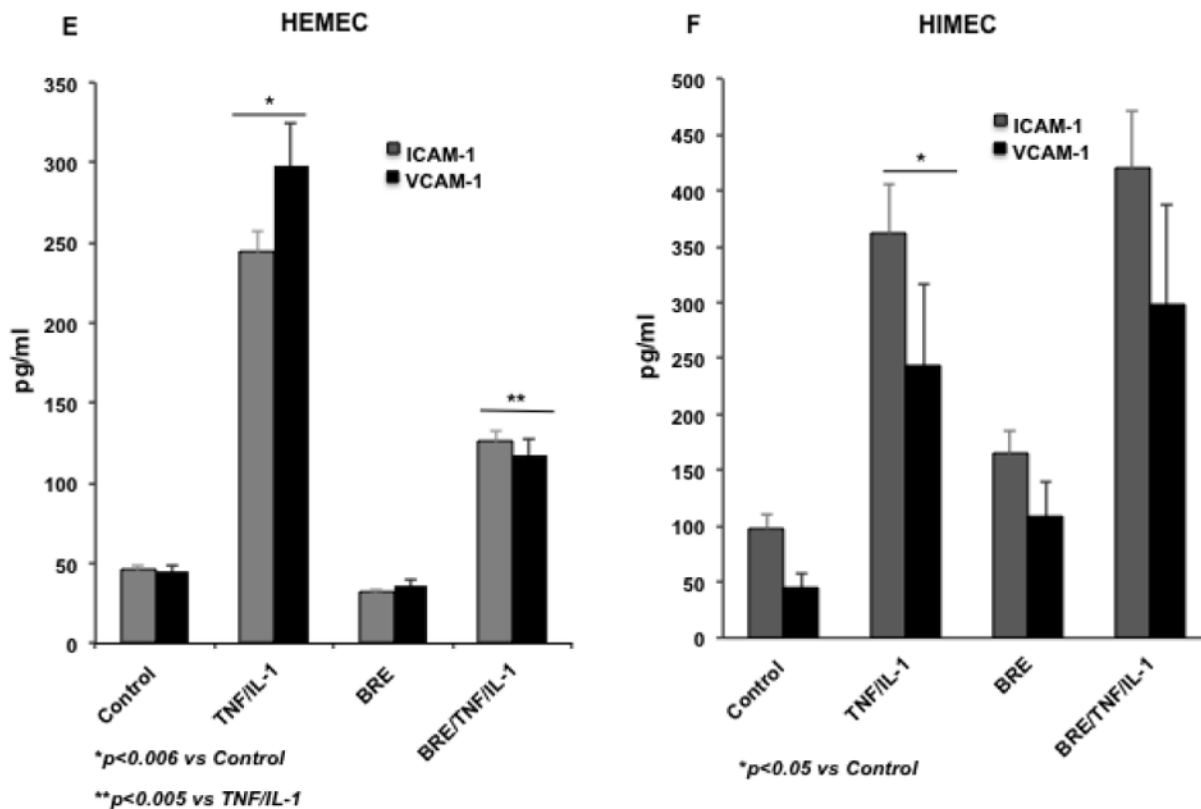 E HEMEC
350
300
250
200
150
100
50
0
pg/ml
*
**
ICAM-1
VCAM-1
Control
TNF/IL-1
BRE
BRE/TNF/IL-1
*p<0.006 vs Control
**p<0.005 vs TNF/IL-1
F HIMEC
500
450
400
350
300
250
200
150
100
50
0
pg/ml
*
ICAM-1
VCAM-1
Control
TNF/IL-1
BRE
BRE/TNF/IL-1
*p<0.05 vs Control